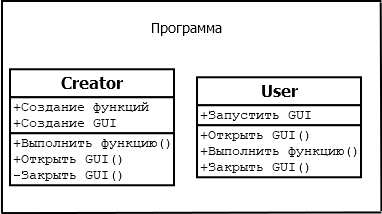 Программа
Creator
+Создание функций
+Создание GUI
+Выполнить функцию()
+Открыть GUI()
-Закрыть GUI()
User
+Запустить GUI
+Открыть GUI()
+Выполнить функцию()
+Закрыть GUI()